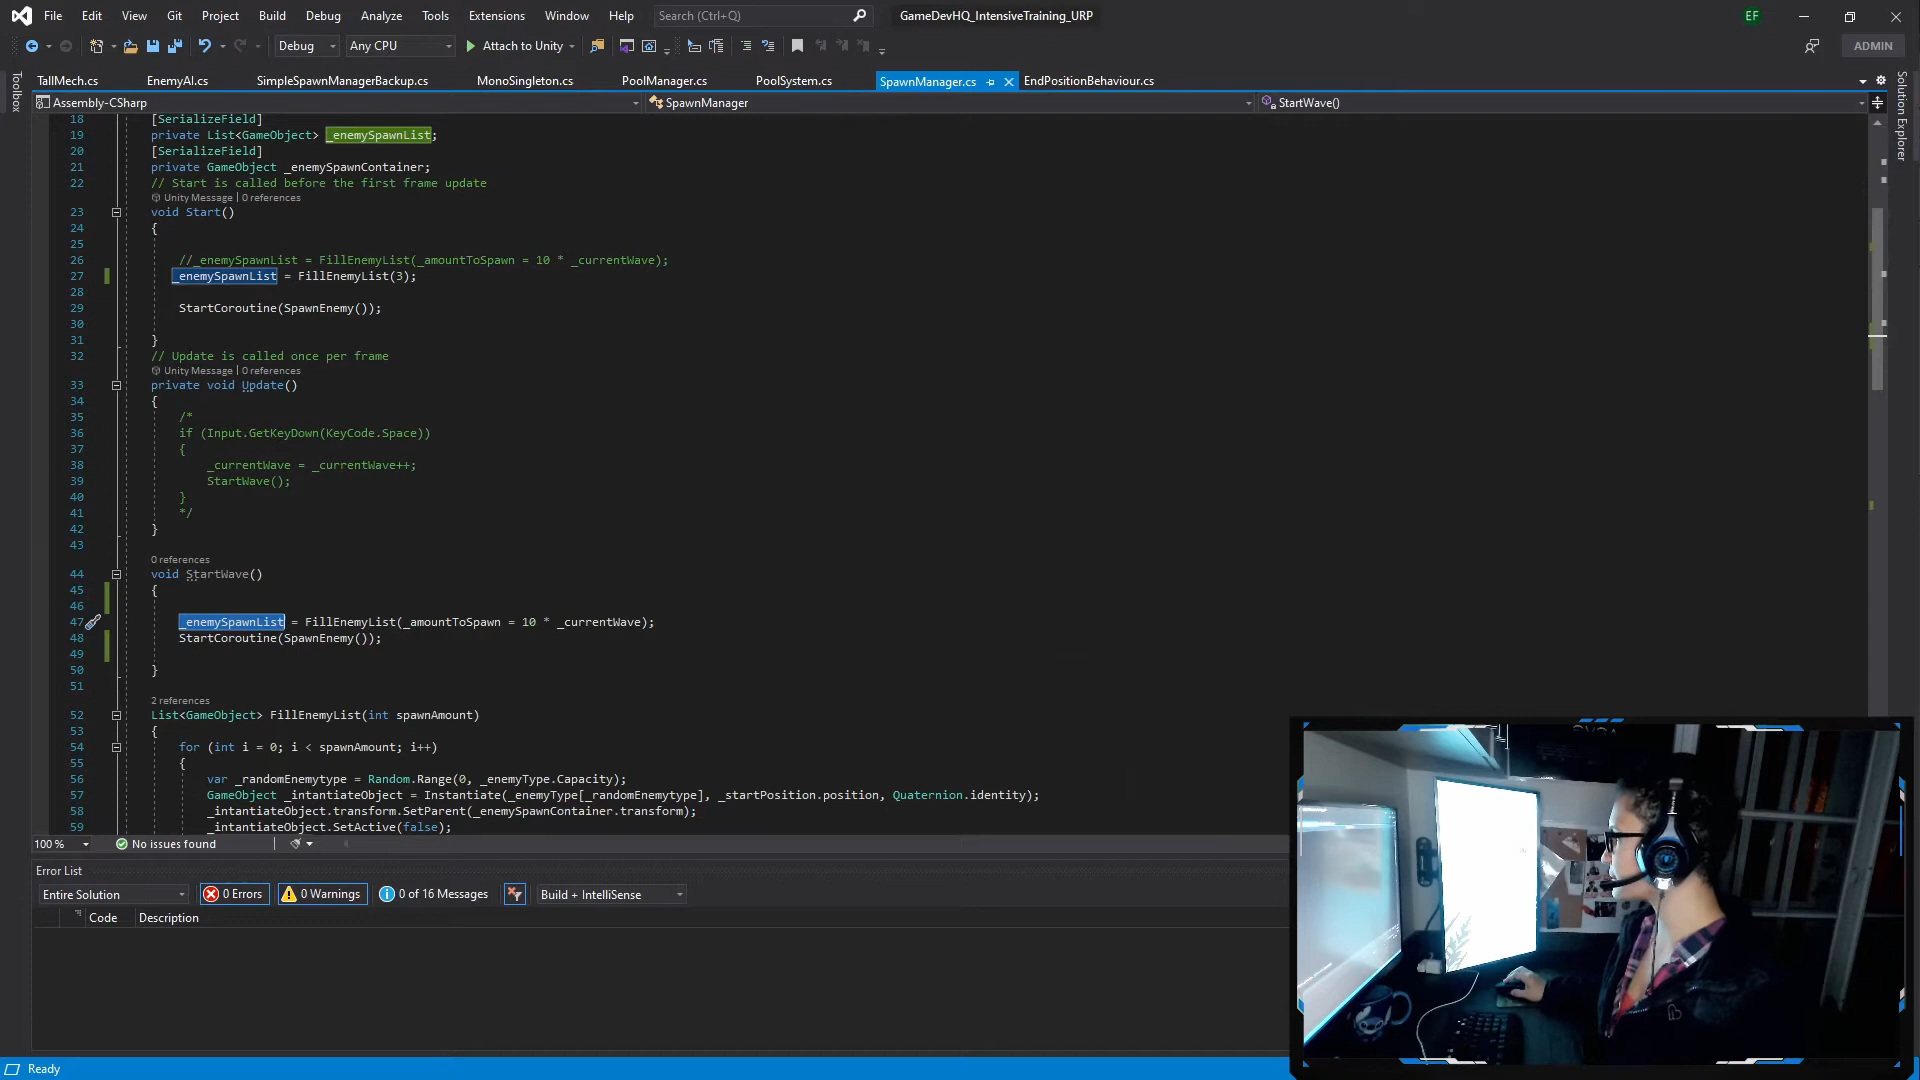 File Edit View Git Project Build Debug Analyze Tools Extensions Window Help Search (Ctrl+Q) GameDevHQ_IntensiveTraining_URP EF
Debug Any CPU Attach to Unity ADMIN
TallMech.cs EnemyAI.cs SimpleSpawnManagerBackup.cs MonoSingleton.cs PoolManager.cs PoolSystem.cs SpawnManager.cs EndPositionBehaviour.cs
Toolbox
Solution Explorer
Assembly-CSharp SpawnManager StartWave()
18 [SerializeField]
19 private List<GameObject> _enemySpawnList;
20 [SerializeField]
21 private GameObject _enemySpawnContainer;
22 // Start is called before the first frame update
Unity Message | 0 references
23 void Start()
24 {
25
26 //_enemySpawnList = FillEnemyList(_amountToSpawn = 10 * _currentWave);
27 _enemySpawnList = FillEnemyList(3);
28
29 StartCoroutine(SpawnEnemy());
30
31 }
32 // Update is called once per frame
Unity Message | 0 references
33 private void Update()
34 {
35 /*
36 if (Input.GetKeyDown(KeyCode.Space))
37 {
38 _currentWave = _currentWave++;
39 StartWave();
40 }
41 */
42 }
43
0 references
44 void StartWave()
45 {
46
47 _enemySpawnList = FillEnemyList(_amountToSpawn = 10 * _currentWave);
48 StartCoroutine(SpawnEnemy());
49
50 }
51
2 references
52 List<GameObject> FillEnemyList(int spawnAmount)
53 {
54 for (int i = 0; i < spawnAmount; i++)
55 {
56 var _randomEnemytype = Random.Range(0, _enemyType.Capacity);
57 GameObject _intantiateObject = Instantiate(_enemyType[_randomEnemytype], _startPosition.position, Quaternion.identity);
58 _intantiateObject.transform.SetParent(_enemySpawnContainer.transform);
59 _intantiateObject.SetActive(false);
100 % No issues found
Error List
Entire Solution 0 Errors 0 Warnings 0 of 16 Messages Build + IntelliSense
Code Description
Ready